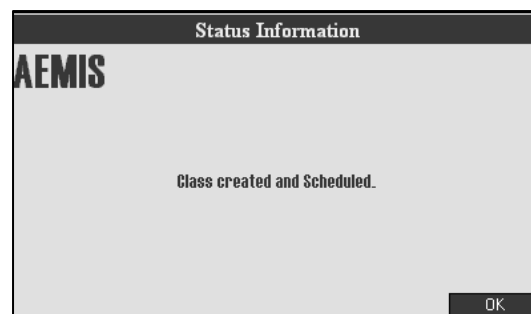 Status Information
AEMIS
Class created and Scheduled.
OK